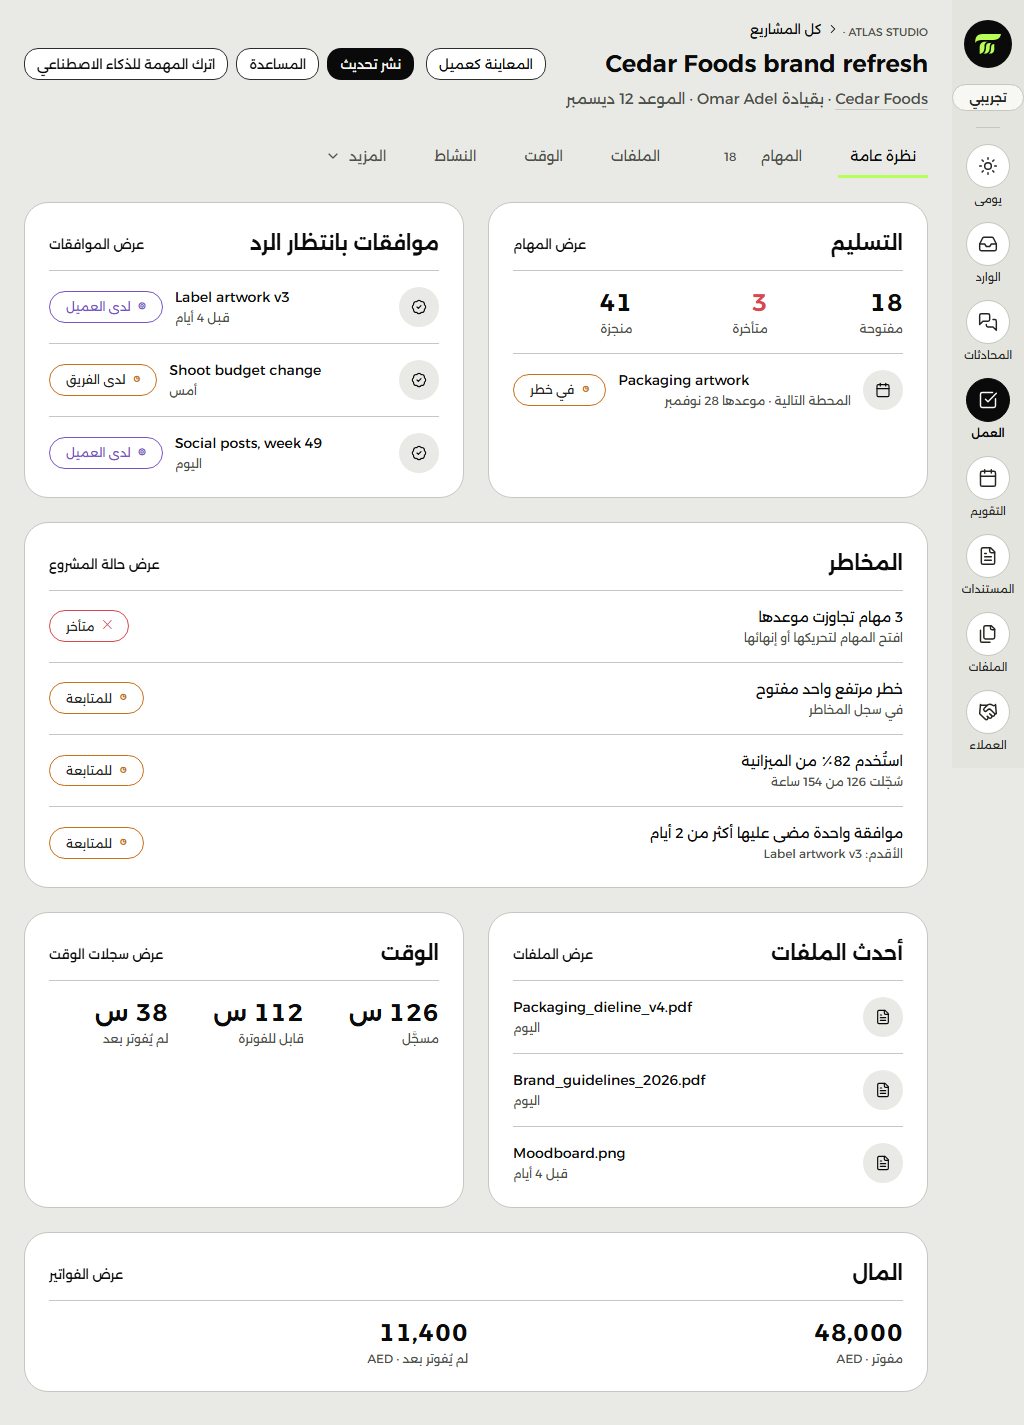 تجريبي
يومي
الوارد
المحادثات
العمل
التقويم
المستندات
الملفات
العملاء
ATLAS STUDIO ·
كل المشاريع
Cedar Foods brand refresh
Cedar Foods · بقيادة Omar Adel · الموعد 12 ديسمبر
المعاينة كعميل
نشر تحديث
المساعدة
اترك المهمة للذكاء الاصطناعي
نظرة عامة
المهام 18
الملفات
الوقت
النشاط
المزيد
التسليم
عرض المهام
18
مفتوحة
3
متأخرة
41
منجزة
Packaging artwork
المحطة التالية · موعدها 28 نوفمبر
في خطر
موافقات بانتظار الرد
عرض الموافقات
Label artwork v3
قبل 4 أيام
لدى العميل
Shoot budget change
أمس
لدى الفريق
Social posts, week 49
اليوم
لدى العميل
المخاطر
عرض حالة المشروع
3 مهام تجاوزت موعدها
افتح المهام لتحريكها أو إنهائها
متأخر
خطر مرتفع واحد مفتوح
في سجل المخاطر
للمتابعة
استُخدم 82٪ من الميزانية
سُجّلت 126 من 154 ساعة
للمتابعة
موافقة واحدة مضى عليها أكثر من 2 أيام
الأقدم: Label artwork v3
للمتابعة
أحدث الملفات
عرض الملفات
Packaging_dieline_v4.pdf
اليوم
Brand_guidelines_2026.pdf
اليوم
Moodboard.png
قبل 4 أيام
الوقت
عرض سجلات الوقت
126 س
مسجّل
112 س
قابل للفوترة
38 س
لم يُفوتر بعد
المال
عرض الفواتير
48,000
مفوتر · AED
11,400
لم يُفوتر بعد · AED